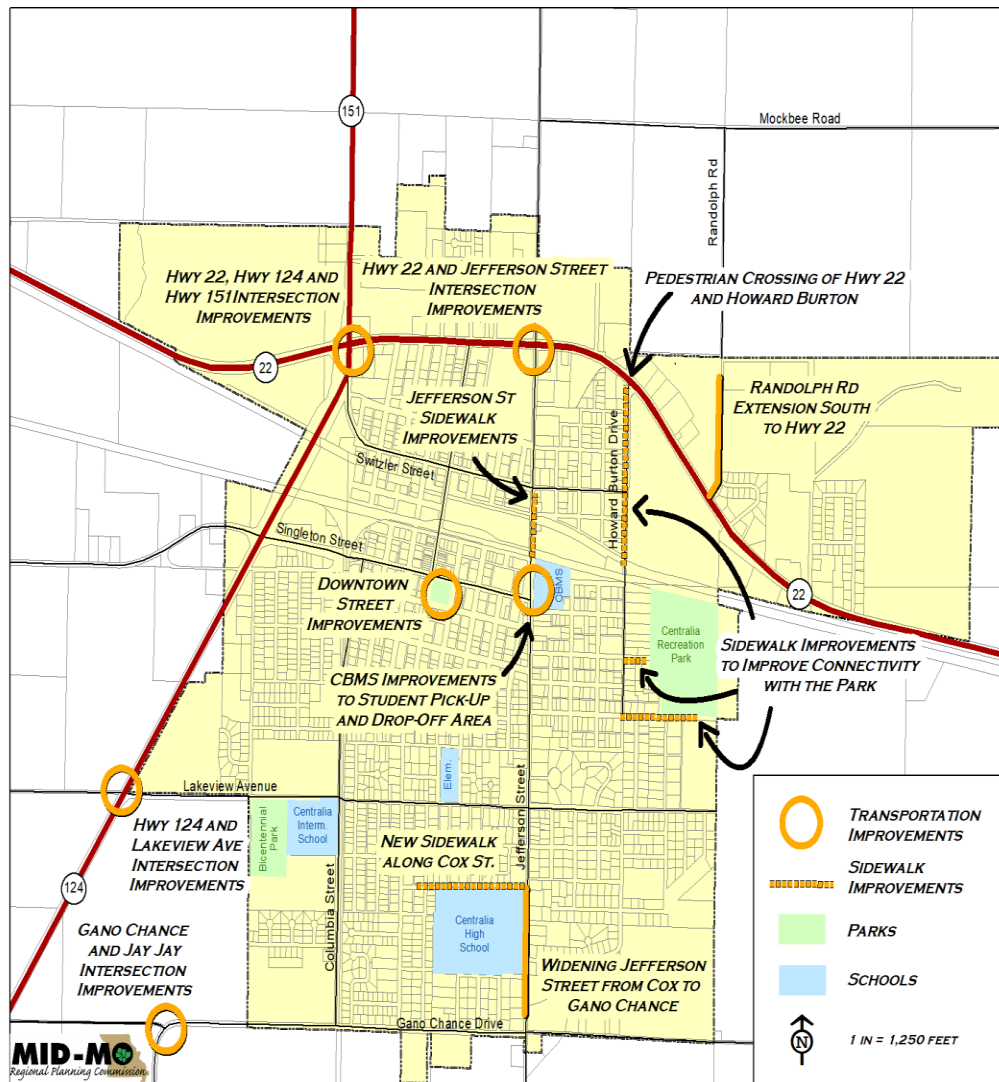 151
Mockbee Road
Randolph Rd
Hwy 22, Hwy 124 and
Hwy 151Intersection
Improvements
Hwy 22 and Jefferson Street
Intersection
Improvements
Pedestrian Crossing of Hwy 22
and Howard Burton
22
Jefferson St
Sidewalk
Improvements
Randolph Rd
Extension South
to Hwy 22
Switzler Street
Howard Burton Drive
Singleton Street
Downtown
Street
Improvements
CBMS
22
Centralia
Recreation
Park
Sidewalk Improvements
to Improve Connectivity
with the Park
CBMS Improvements
to Student Pick-Up
and Drop-Off Area
Elem.
Jefferson Street
Lakeview Avenue
Hwy 124 and
Lakeview Ave
Intersection
Improvements
Bicentennial
Park
Centralia
Interm.
School
New Sidewalk
along Cox St.
124
Columbia Street
Centralia
High
School
Gano Chance
and Jay Jay
Intersection
Improvements
Widening Jefferson
Street from Cox to
Gano Chance
Gano Chance Drive
Transportation
Improvements
Sidewalk
Improvements
Parks
Schools
N
1 in = 1,250 feet
MID-MO
Regional Planning Commission